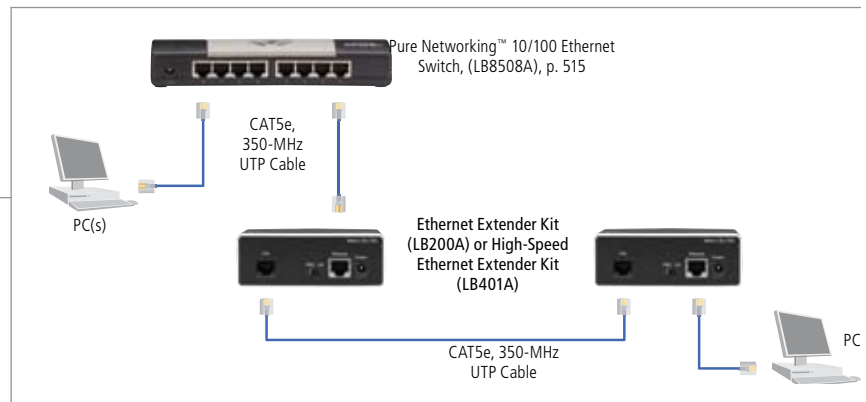 Pure Networking™ 10/100 Ethernet
Switch, (LB8508A), p. 515
CAT5e,
350-MHz
UTP Cable
PC(s)
Ethernet Extender Kit
(LB200A) or High-Speed
Ethernet Extender Kit
(LB401A)
CAT5e, 350-MHz
UTP Cable
PC